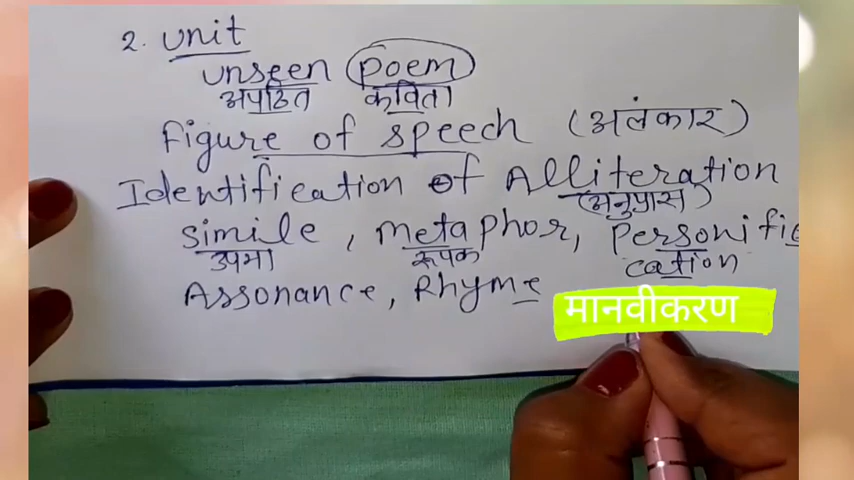 2. Unit
Unseen poem
अपठित कविता
Figure of speech (अलंकार)
Identification of Alliteration
(अनुप्रास)
Simile, Metaphor, Personifi
उपमा रूपक cation
Assonance, Rhyme
मानवीकरण